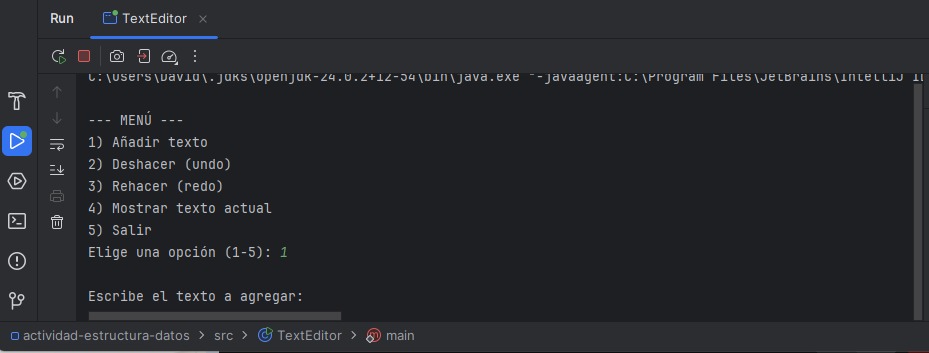 Run TextEditor
C:\Users\David\.jdks\openjdk-24.0.2+12-54\bin\java.exe "-javaagent:C:\Program Files\JetBrains\IntelliJ
--- MENÚ ---
1) Añadir texto
2) Deshacer (undo)
3) Rehacer (redo)
4) Mostrar texto actual
5) Salir
Elige una opción (1-5): 1
Escribe el texto a agregar:
actividad-estructura-datos > src > TextEditor > main